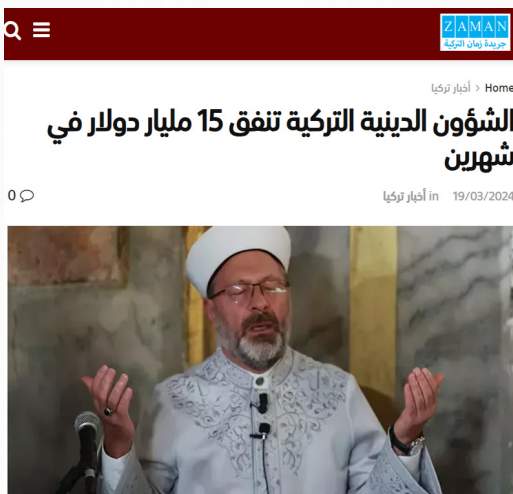 ZAMAN
جريدة زمان التركية
Home > أخبار تركيا
الشؤون الدينية التركية تنفق 15 مليار دولار في
شهرين
19/03/2024 in أخبار تركيا
0